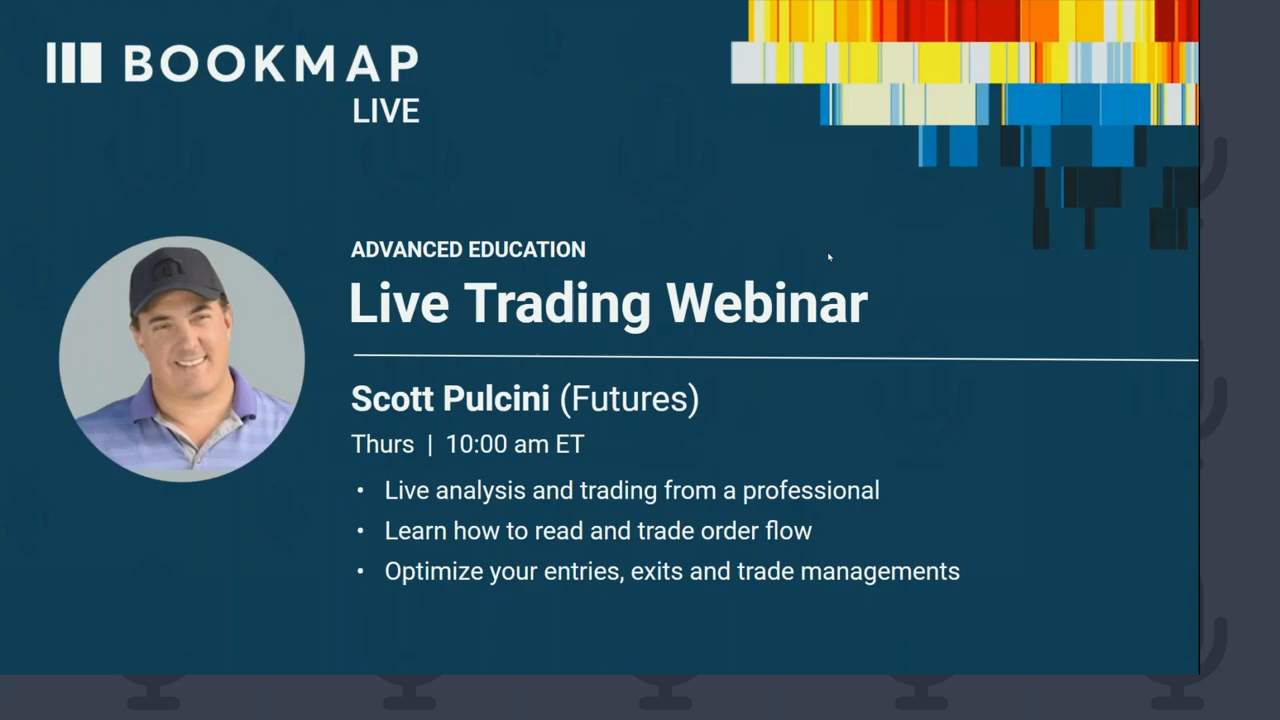 BOOKMAP
LIVE
ADVANCED EDUCATION
Live Trading Webinar
Scott Pulcini (Futures)
Thurs | 10:00 am ET
• Live analysis and trading from a professional
• Learn how to read and trade order flow
• Optimize your entries, exits and trade managements